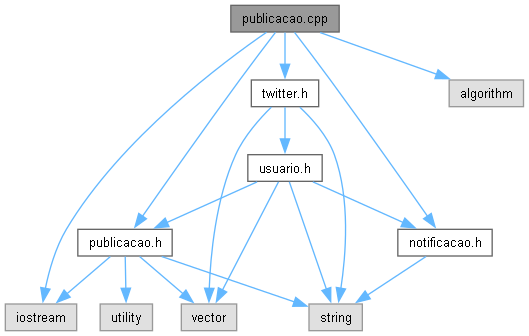 publicacao.cpp
twitter.h
algorithm
usuario.h
publicacao.h
notificacao.h
iostream
utility
vector
string